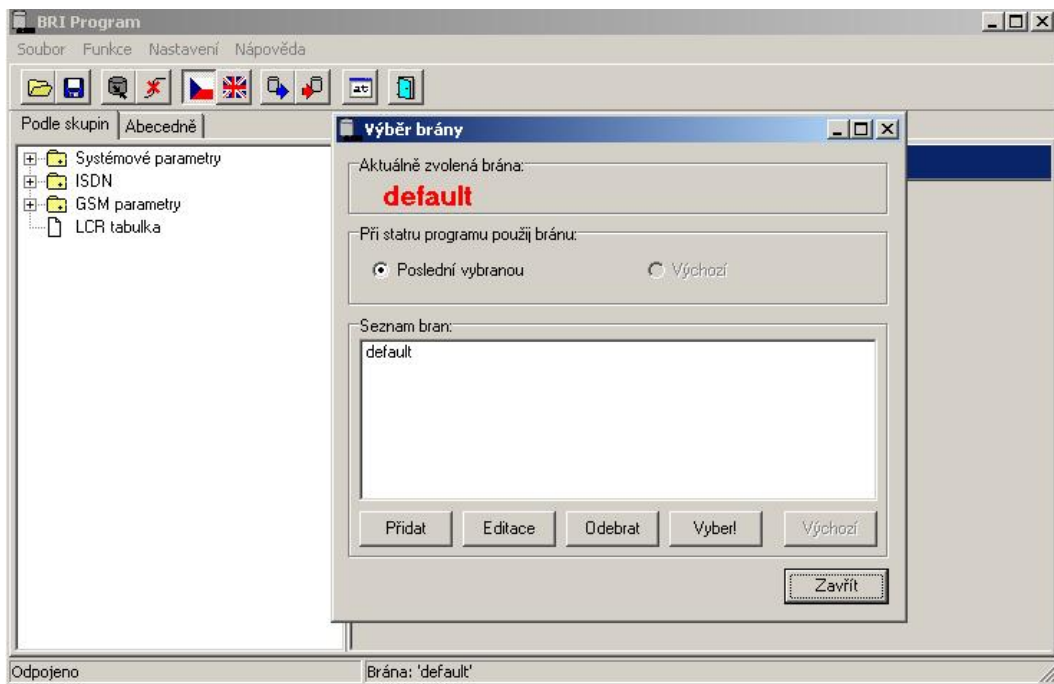 BRI Program
Soubor Funkce Nastavení Nápověda
at
Podle skupin Abecedně
Systémové parametry
ISDN
GSM parametry
LCR tabulka
Výběr brány
Aktuálně zvolená brána:
default
Při statru programu použij bránu:
Poslední vybranou Výchozí
Seznam bran:
default
Přidat Editace Odebrat Vyber! Výchozí
Zavřít
Odpojeno Brána: 'default'